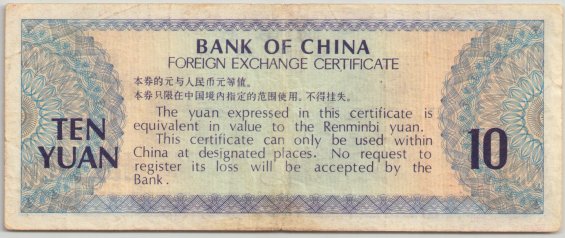 BANK OF CHINA
FOREIGN EXCHANGE CERTIFICATE
本券的元与人民币元等值。
本券只限在中国境内指定的范围使用。不得挂失。
The yuan expressed in this certificate is
equivalent in value to the Renminbi yuan.
This certificate can only be used within
China at designated places. No request to
register its loss will be accepted by the
Bank.
TEN
YUAN
10